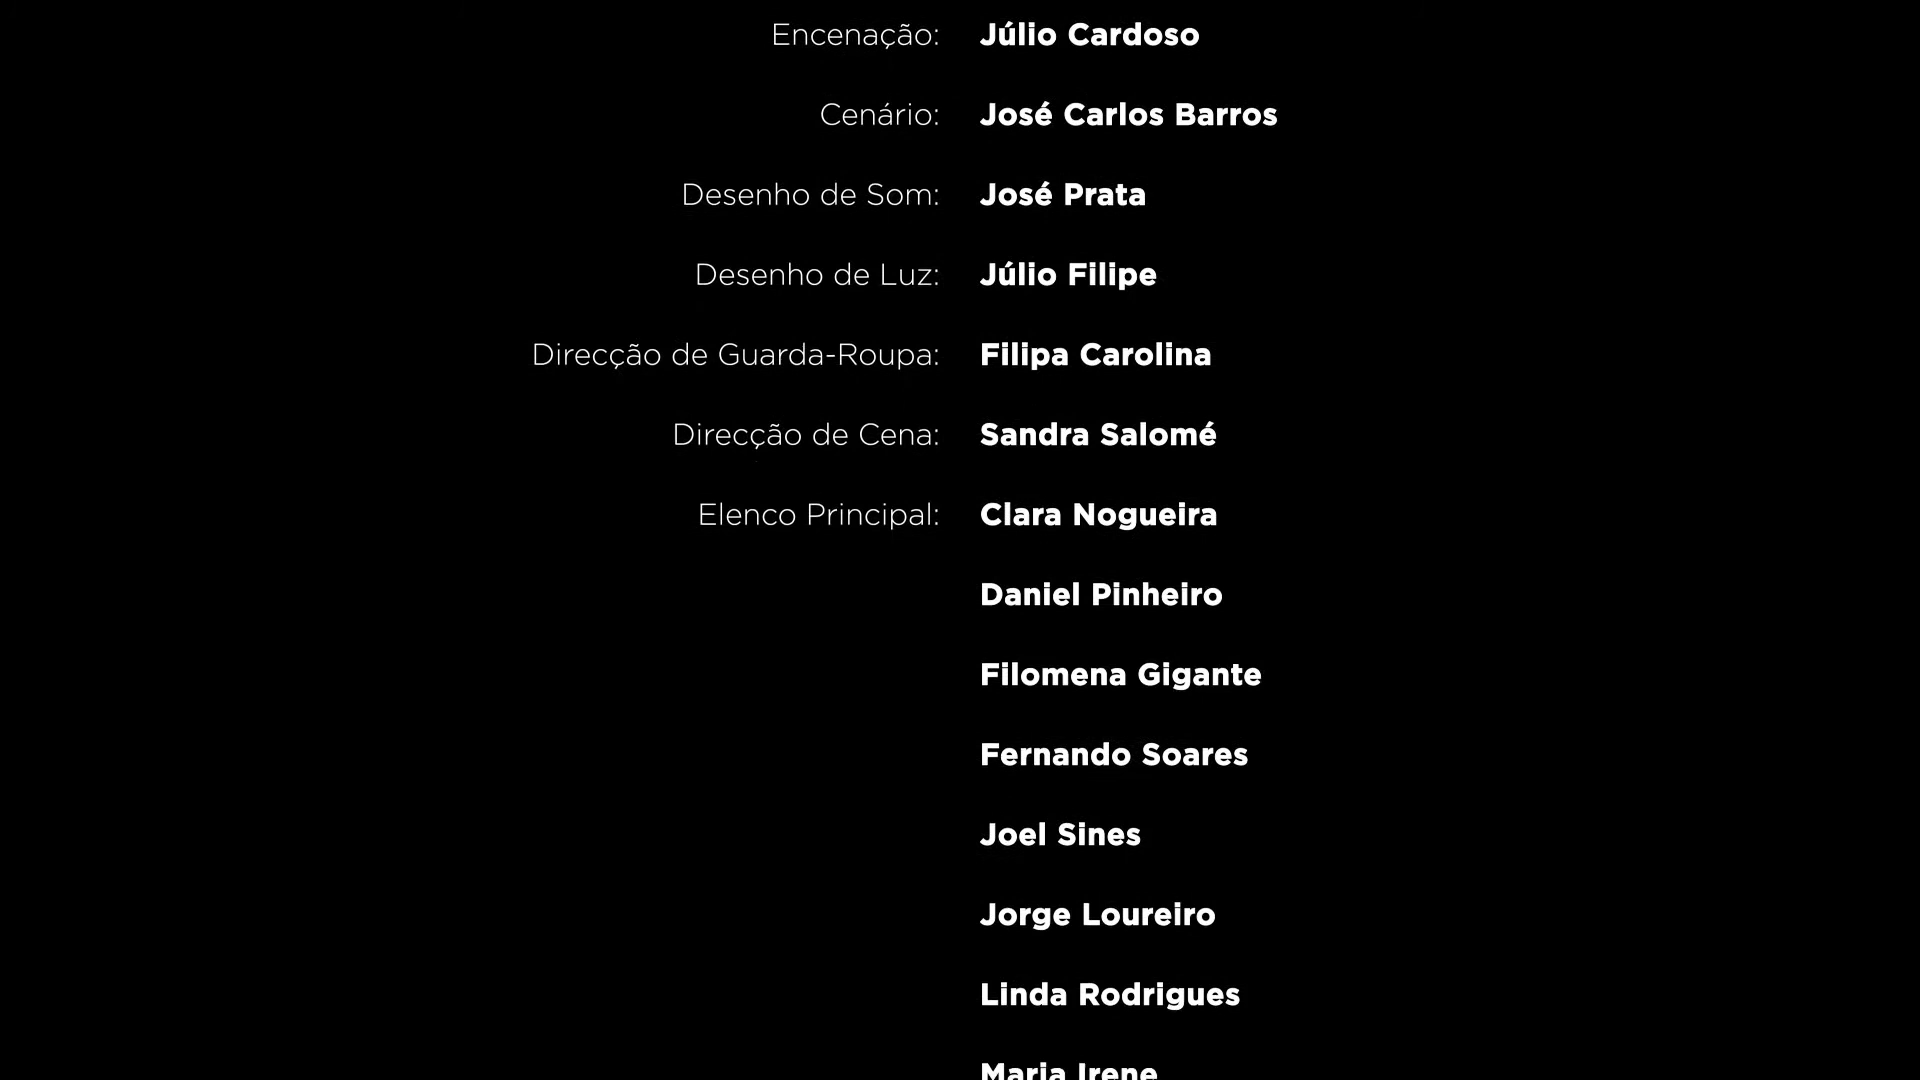 Encenação: Júlio Cardoso
Cenário: José Carlos Barros
Desenho de Som: José Prata
Desenho de Luz: Júlio Filipe
Direcção de Guarda-Roupa: Filipa Carolina
Direcção de Cena: Sandra Salomé
Elenco Principal: Clara Nogueira
Daniel Pinheiro
Filomena Gigante
Fernando Soares
Joel Sines
Jorge Loureiro
Linda Rodrigues
Maria Irene